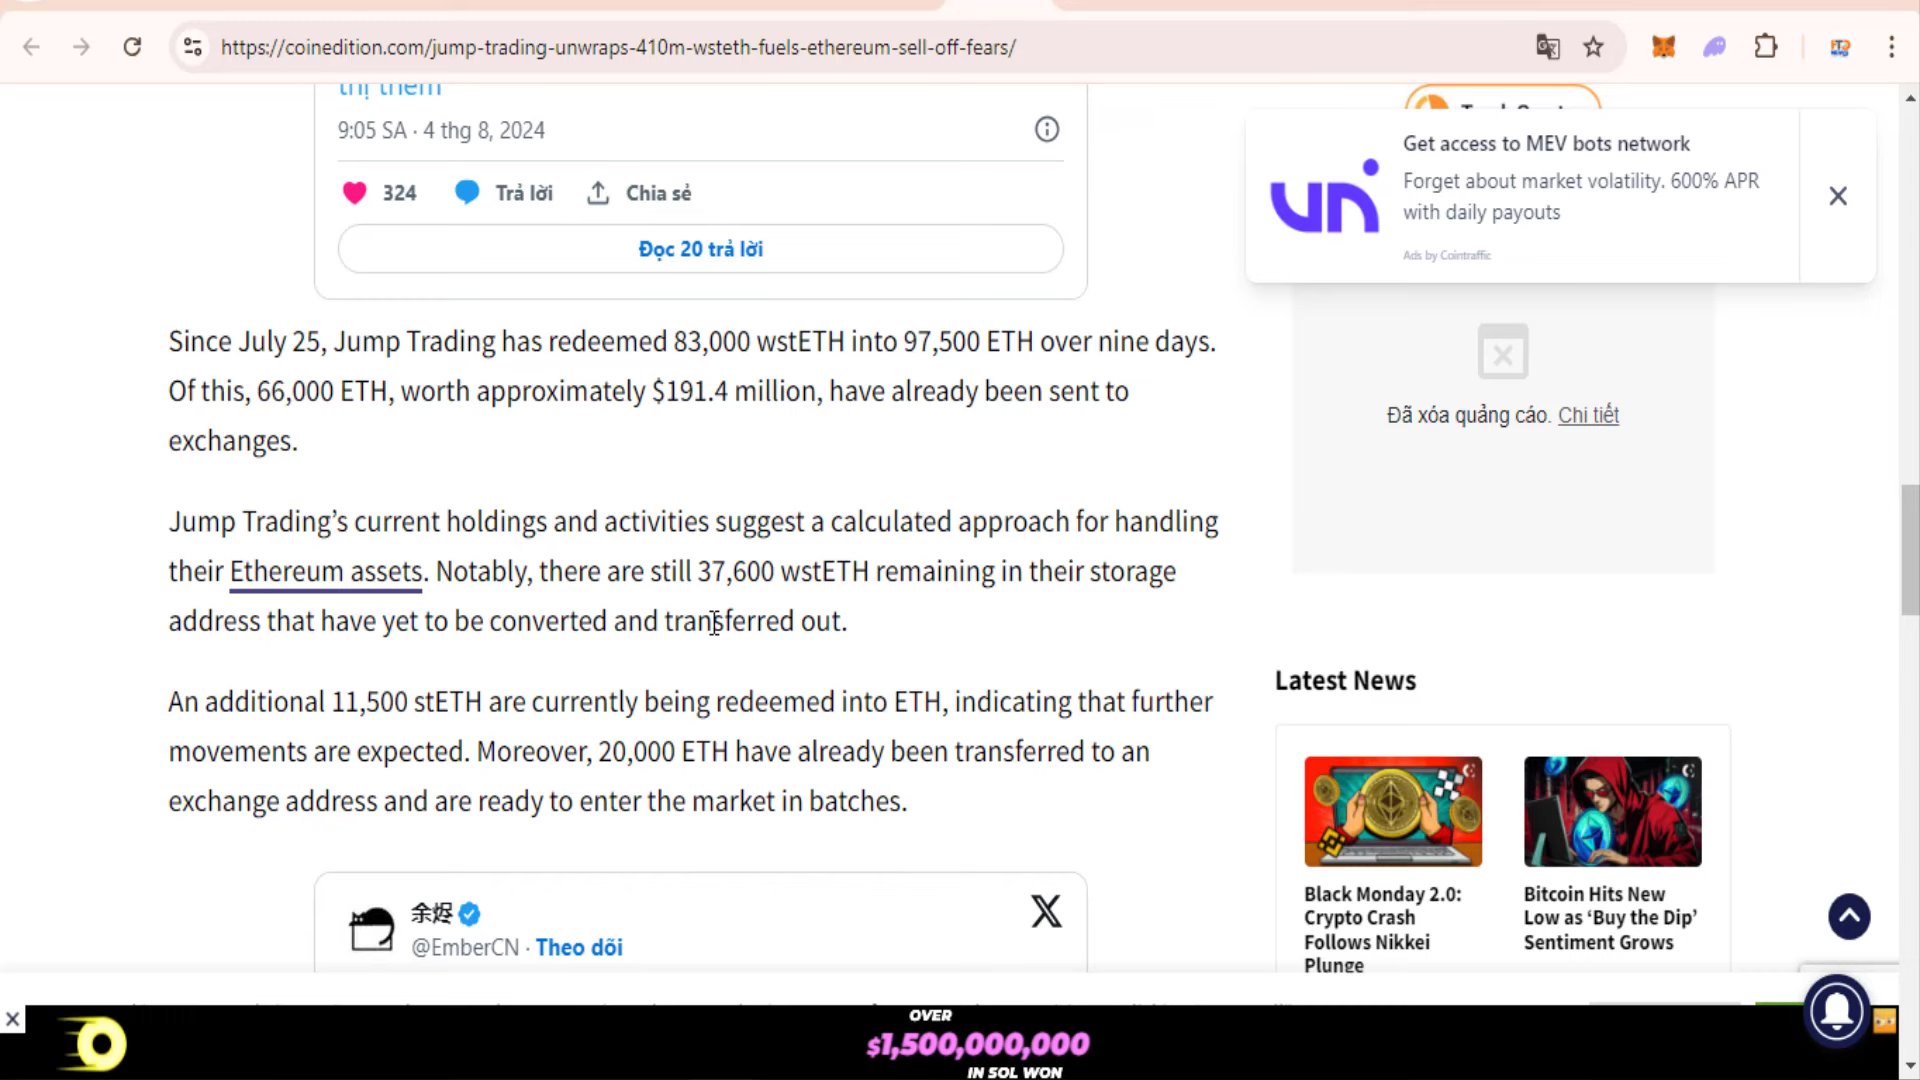 https://coinedition.com/jump-trading-unwraps-410m-wsteth-fuels-ethereum-sell-off-fears/
thị thêm
9:05 SA · 4 thg 8, 2024
324 Trả lời Chia sẻ
Đọc 20 trả lời
Since July 25, Jump Trading has redeemed 83,000 wstETH into 97,500 ETH over nine days.
Of this, 66,000 ETH, worth approximately $191.4 million, have already been sent to
exchanges.
Jump Trading’s current holdings and activities suggest a calculated approach for handling
their Ethereum assets. Notably, there are still 37,600 wstETH remaining in their storage
address that have yet to be converted and transferred out.
An additional 11,500 stETH are currently being redeemed into ETH, indicating that further
movements are expected. Moreover, 20,000 ETH have already been transferred to an
exchange address and are ready to enter the market in batches.
余烬
@EmberCN · Theo dõi
Get access to MEV bots network
Forget about market volatility. 600% APR
with daily payouts
Ads by Cointraffic
Đã xóa quảng cáo. Chi tiết
Latest News
Black Monday 2.0:
Crypto Crash
Follows Nikkei
Plunge
Bitcoin Hits New
Low as ‘Buy the Dip’
Sentiment Grows
OVER
$1,500,000,000
IN SOL WON